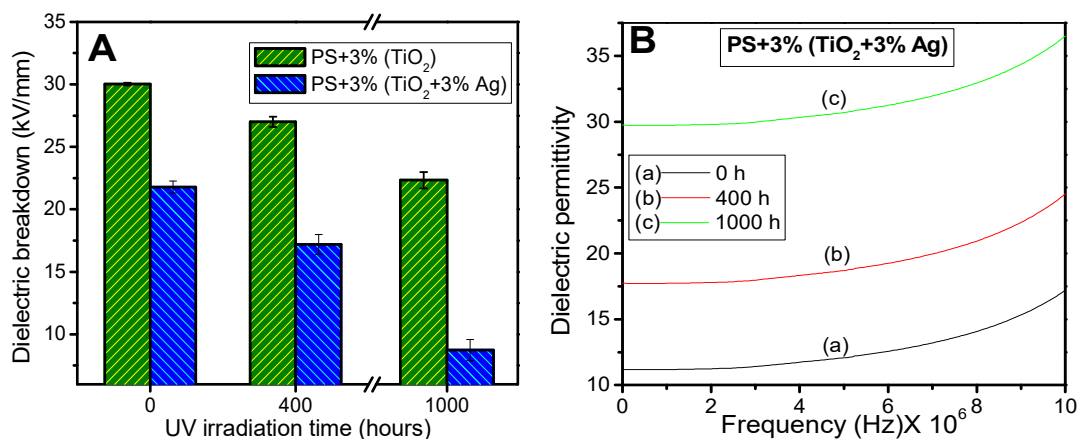 A
PS+3% (TiO2)
PS+3% (TiO2+3% Ag)
Dielectric breakdown (kV/mm)
35
30
25
20
15
10
0
400
1000
UV irradiation time (hours)
B
PS+3% (TiO2+3% Ag)
Dielectric permittivity
35
30
25
20
15
10
(c)
(a) 0 h
(b) 400 h
(c) 1000 h
(b)
(a)
0 2 4 6 8 10
Frequency (Hz)X 10^6